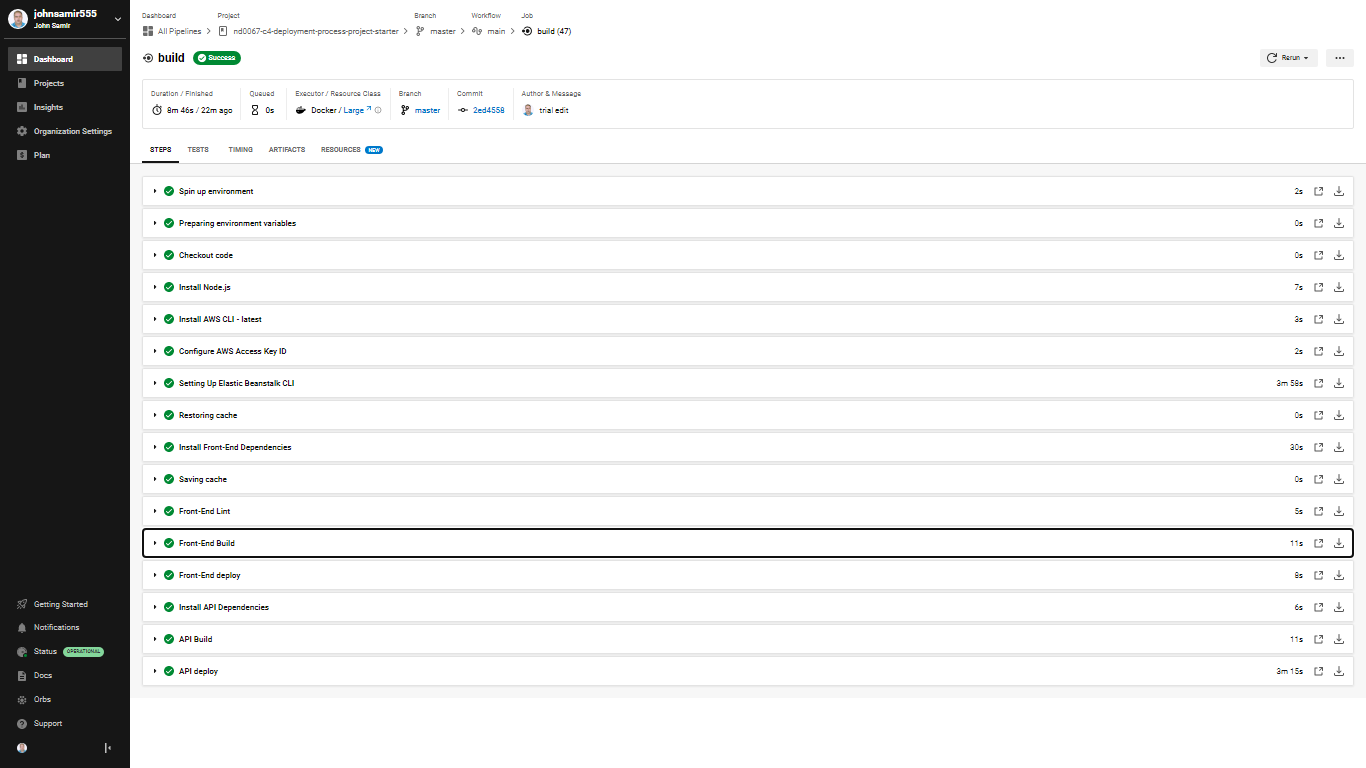 johnsamir555
John Samir
Dashboard
Projects
Insights
Organization Settings
Plan
Getting Started
Notifications
Status OPERATIONAL
Docs
Orbs
Support
Dashboard Project Branch Workflow Job
All Pipelines nd0067-c4-deployment-process-project-starter master main build (47)
build Success Rerun
Duration / Finished Queued Executor / Resource Class Branch Commit Author & Message
8m 46s / 22m ago 0s Docker / Large master 2ed4558 trial edit
STEPS TESTS TIMING ARTIFACTS RESOURCES NEW
Spin up environment 2s
Preparing environment variables 0s
Checkout code 0s
Install Node.js 7s
Install AWS CLI - latest 3s
Configure AWS Access Key ID 2s
Setting Up Elastic Beanstalk CLI 3m 58s
Restoring cache 0s
Install Front-End Dependencies 30s
Saving cache 0s
Front-End Lint 5s
Front-End Build 11s
Front-End deploy 8s
Install API Dependencies 6s
API Build 11s
API deploy 3m 15s